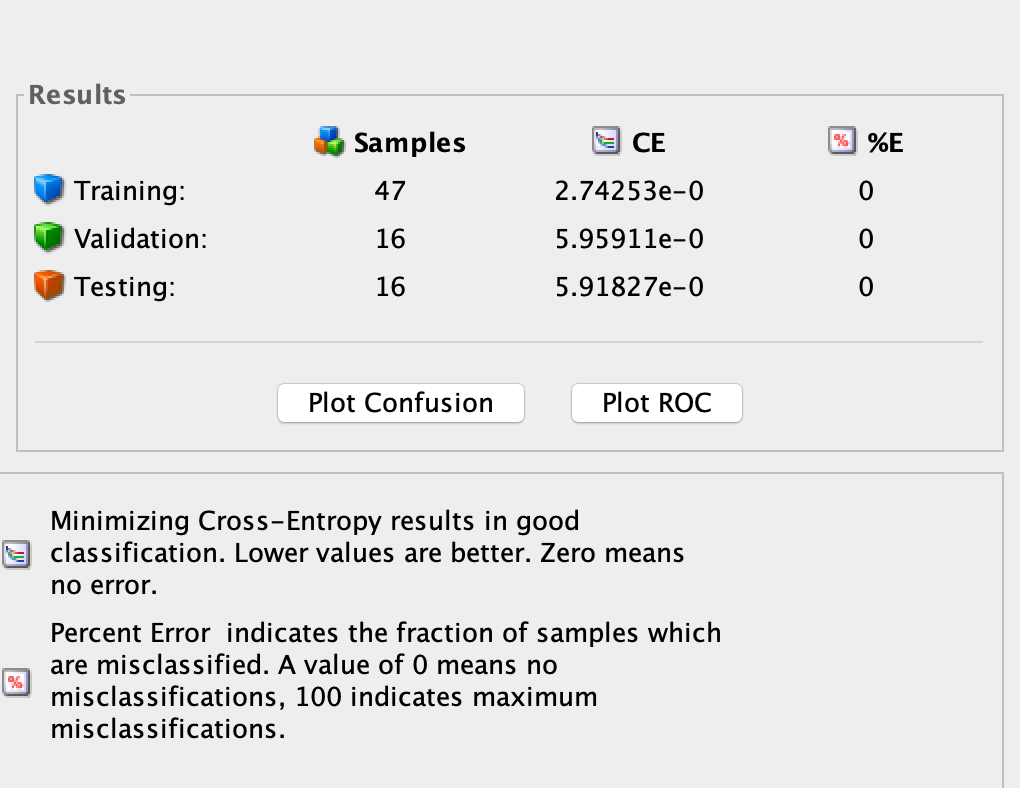 Results
Samples CE %E
Training: 47 2.74253e-0 0
Validation: 16 5.95911e-0 0
Testing: 16 5.91827e-0 0
Plot Confusion Plot ROC
Minimizing Cross-Entropy results in good
classification. Lower values are better. Zero means
no error.
Percent Error  indicates the fraction of samples which
are misclassified. A value of 0 means no
misclassifications, 100 indicates maximum
misclassifications.